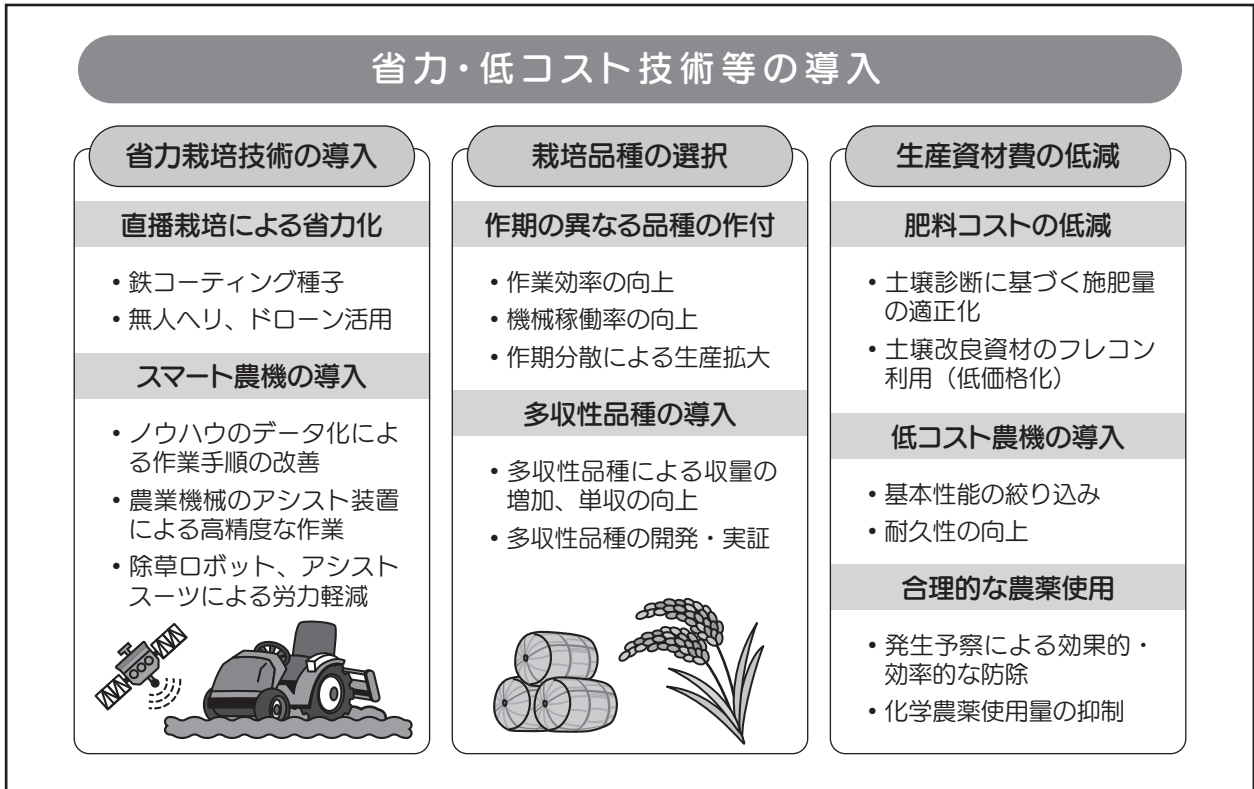 省力・低コスト技術等の導入
省力栽培技術の導入
直播栽培による省力化
・鉄コーティング種子
・無人ヘリ、ドローン活用
スマート農機の導入
・ノウハウのデータ化によ
る作業手順の改善
・農業機械のアシスト装置
による高精度な作業
・除草ロボット、アシスト
スーツによる労力軽減
栽培品種の選択
作期の異なる品種の作付
・作業効率の向上
・機械稼働率の向上
・作期分散による生産拡大
多収性品種の導入
・多収性品種による収量の
増加、単収の向上
・多収性品種の開発・実証
生産資材費の低減
肥料コストの低減
・土壌診断に基づく施肥量
の適正化
・土壌改良資材のフレコン
利用（低価格化）
低コスト農機の導入
・基本性能の絞り込み
・耐久性の向上
合理的な農薬使用
・発生予察による効果的・
効率的な防除
・化学農薬使用量の抑制